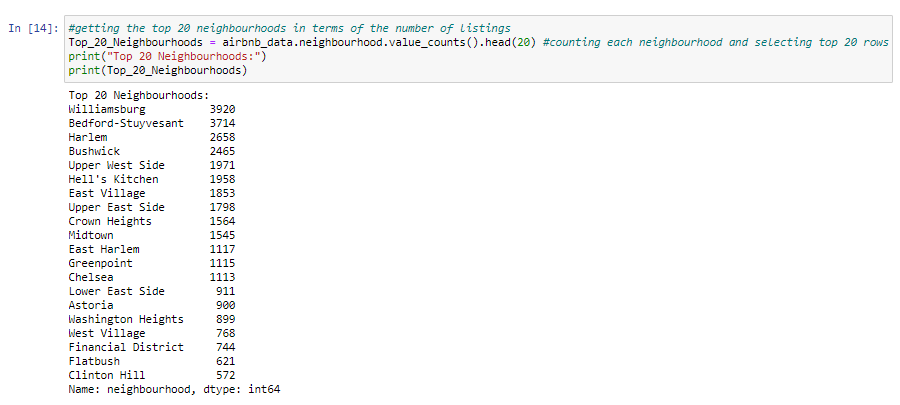 In [14]: #getting the top 20 neighbourhoods in terms of the number of listings
Top_20_Neighbourhoods = airbnb_data.neighbourhood.value_counts().head(20) #counting each neighbourhood and selecting top 20 rows
print("Top 20 Neighbourhoods:")
print(Top_20_Neighbourhoods)
Top 20 Neighbourhoods:
Williamsburg 3920
Bedford-Stuyvesant 3714
Harlem 2658
Bushwick 2465
Upper West Side 1971
Hell's Kitchen 1958
East Village 1853
Upper East Side 1798
Crown Heights 1564
Midtown 1545
East Harlem 1117
Greenpoint 1115
Chelsea 1113
Lower East Side 911
Astoria 900
Washington Heights 899
West Village 768
Financial District 744
Flatbush 621
Clinton Hill 572
Name: neighbourhood, dtype: int64